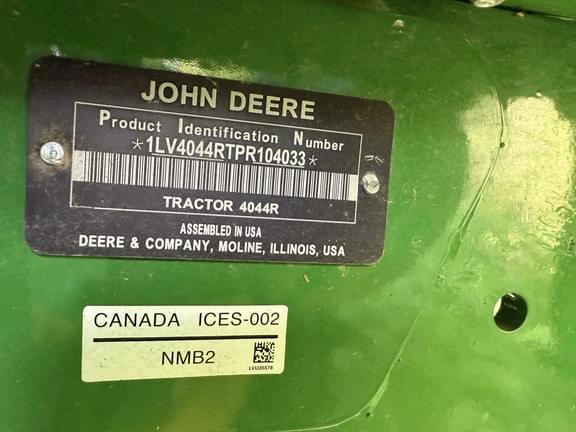 JOHN DEERE
Product Identification Number
*1LV4044RTPR104033*
TRACTOR 4044R
ASSEMBLED IN USA
DEERE & COMPANY, MOLINE, ILLINOIS, USA
CANADA ICES-002
NMB2
LVU35578